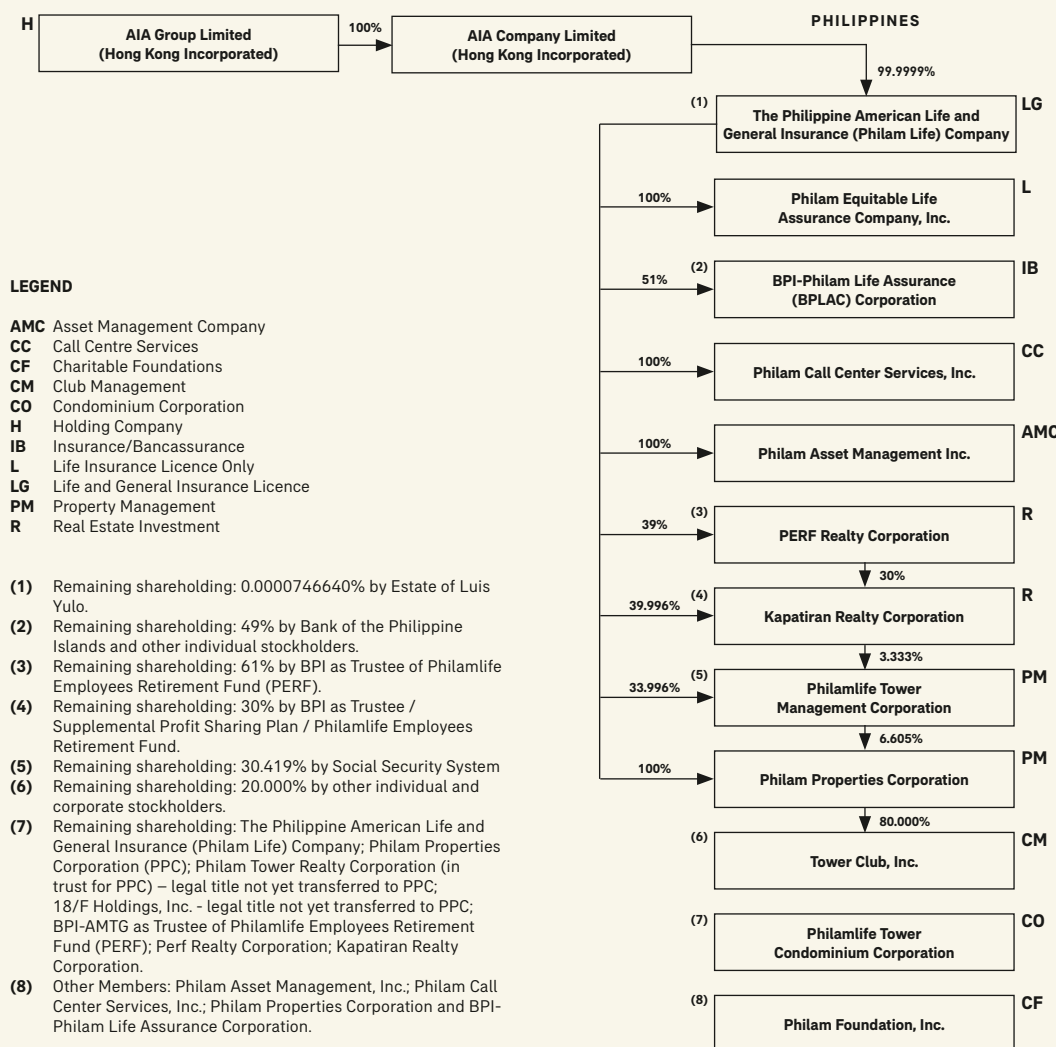 H
AIA Group Limited
(Hong Kong Incorporated)
100%
AIA Company Limited
(Hong Kong Incorporated)
PHILIPPINES
99.9999%
(1)
The Philippine American Life and
General Insurance (Philam Life) Company
LG
100%
Philam Equitable Life
Assurance Company, Inc.
L
51%
(2)
BPI-Philam Life Assurance
(BPLAC) Corporation
IB
100%
Philam Call Center Services, Inc.
CC
100%
Philam Asset Management Inc.
AMC
39%
(3)
PERF Realty Corporation
R
30%
39.996%
(4)
Kapatiran Realty Corporation
R
3.333%
33.996%
(5)
Philamlife Tower
Management Corporation
PM
6.605%
100%
Philam Properties Corporation
PM
80.000%
(6)
Tower Club, Inc.
CM
(7)
Philamlife Tower
Condominium Corporation
CO
(8)
Philam Foundation, Inc.
CF
LEGEND
AMC Asset Management Company
CC Call Centre Services
CF Charitable Foundations
CM Club Management
CO Condominium Corporation
H Holding Company
IB Insurance/Bancassurance
L Life Insurance Licence Only
LG Life and General Insurance Licence
PM Property Management
R Real Estate Investment
(1) Remaining shareholding: 0.0000746640% by Estate of Luis
Yulo.
(2) Remaining shareholding: 49% by Bank of the Philippine
Islands and other individual stockholders.
(3) Remaining shareholding: 61% by BPI as Trustee of Philamlife
Employees Retirement Fund (PERF).
(4) Remaining shareholding: 30% by BPI as Trustee /
Supplemental Profit Sharing Plan / Philamlife Employees
Retirement Fund.
(5) Remaining shareholding: 30.419% by Social Security System
(6) Remaining shareholding: 20.000% by other individual and
corporate stockholders.
(7) Remaining shareholding: The Philippine American Life and
General Insurance (Philam Life) Company; Philam Properties
Corporation (PPC); Philam Tower Realty Corporation (in
trust for PPC) – legal title not yet transferred to PPC;
18/F Holdings, Inc. - legal title not yet transferred to PPC;
BPI-AMTG as Trustee of Philamlife Employees Retirement
Fund (PERF); Perf Realty Corporation; Kapatiran Realty
Corporation.
(8) Other Members: Philam Asset Management, Inc.; Philam Call
Center Services, Inc.; Philam Properties Corporation and BPI-
Philam Life Assurance Corporation.